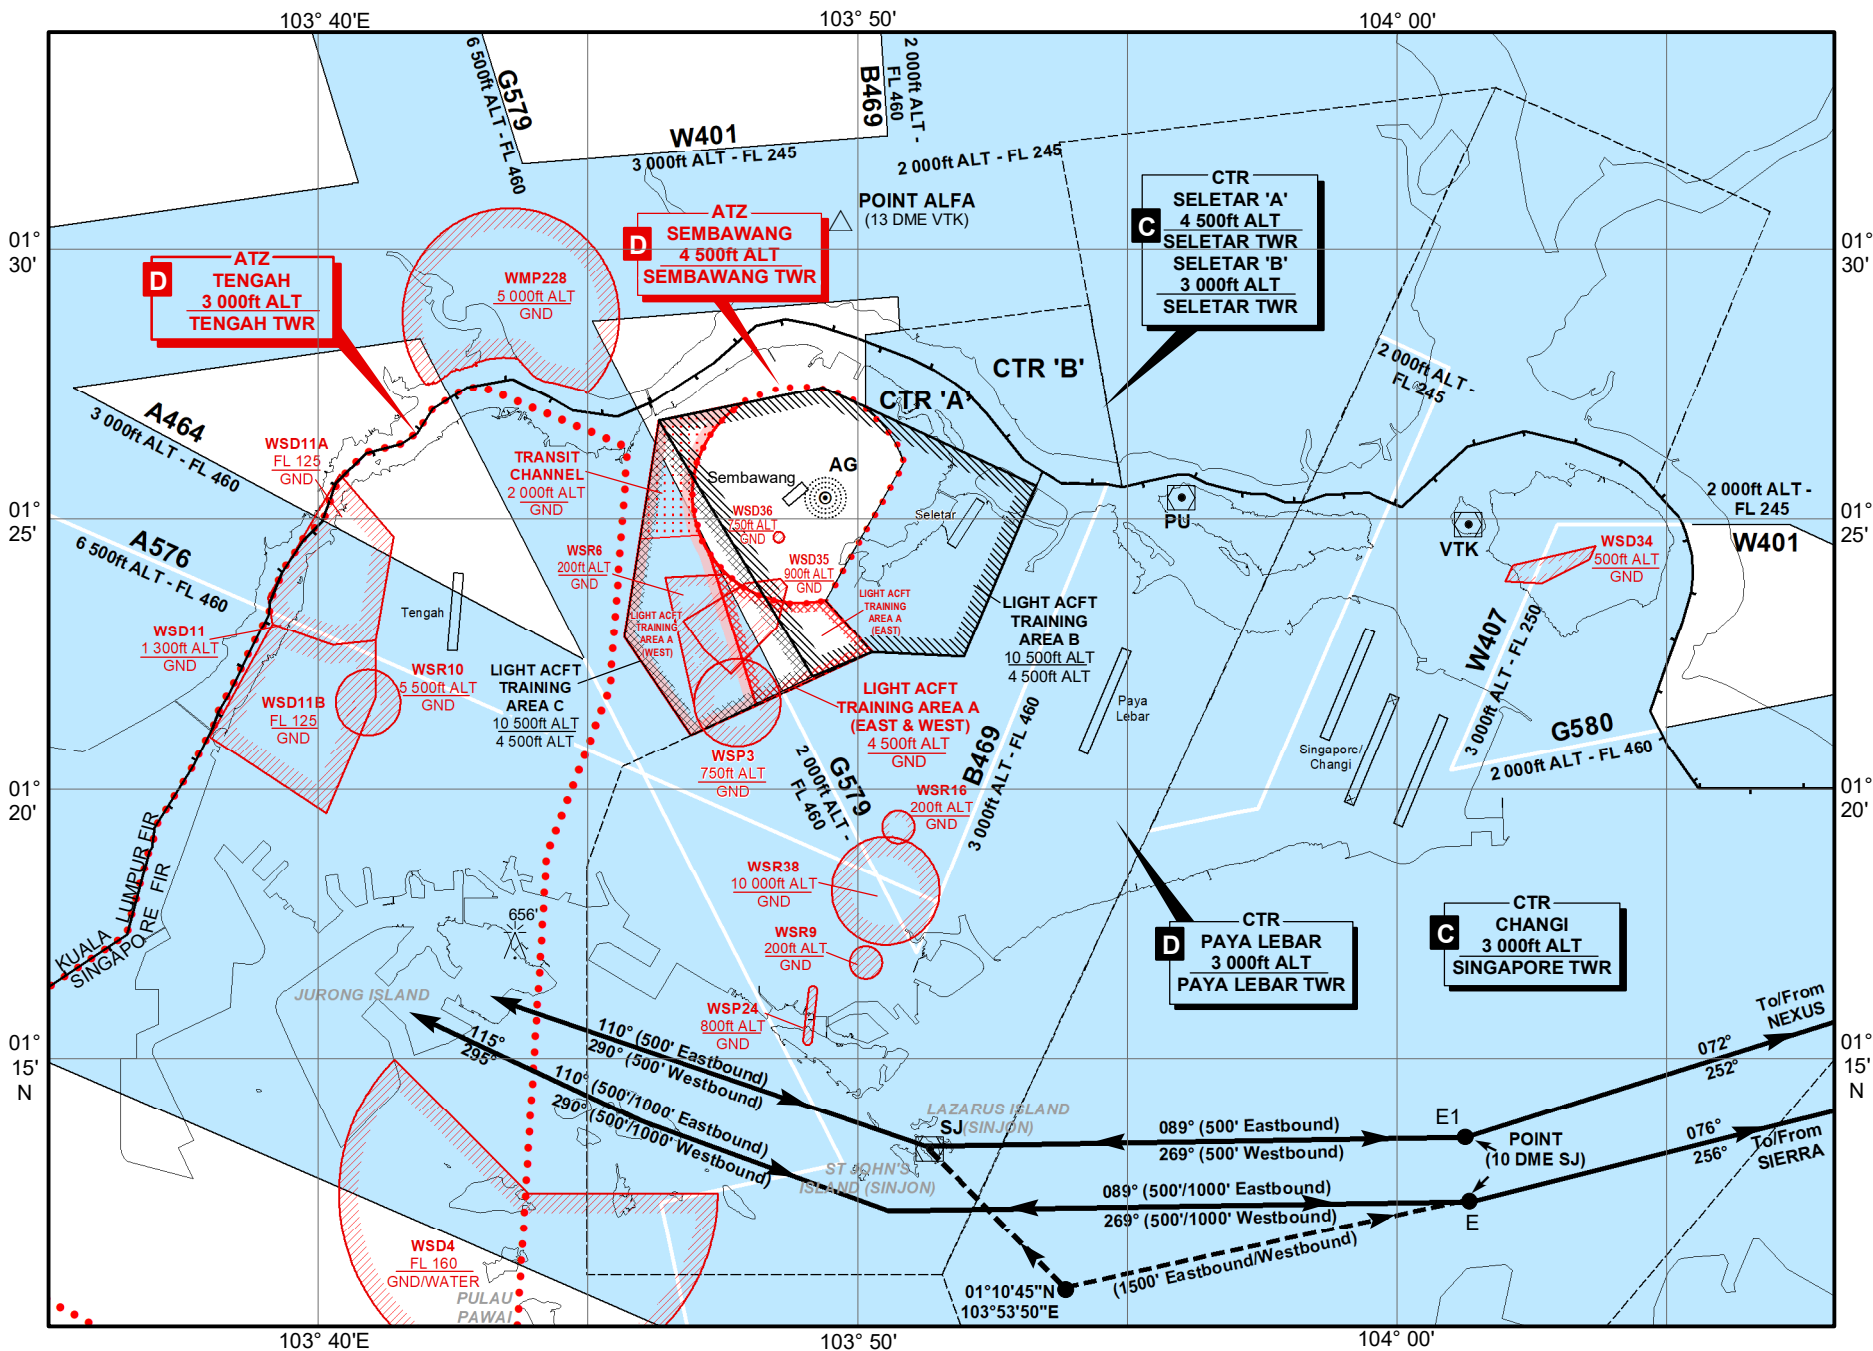 103° 40'E
103° 50'
104° 00'
6 500ft ALT - FL 460
G579
B469
2 000ft ALT -
FL 460
W401
3 000ft ALT - FL 245
2 000ft ALT - FL 245
POINT ALFA
(13 DME VTK)
CTR
SELETAR 'A'
4 500ft ALT
SELETAR TWR
SELETAR 'B'
3 000ft ALT
SELETAR TWR
C
01°
30'
01°
30'
ATZ
SEMBAWANG
4 500ft ALT
SEMBAWANG TWR
D
ATZ
TENGAH
3 000ft ALT
TENGAH TWR
D
WMP228
5 000ft ALT
GND
CTR 'B'
CTR 'A'
2 000ft ALT -
FL 245
A464
3 000ft ALT - FL 460
WSD11A
FL 125
GND
TRANSIT
CHANNEL
2 000ft ALT
GND
Sembawang
AG
Seletar
WSD36
750ft ALT
GND
WSD35
900ft ALT
GND
PU
VTK
2 000ft ALT -
FL 245
W401
01°
25'
01°
25'
A576
6 500ft ALT - FL 460
WSR6
200ft ALT
GND
WSD34
500ft ALT
GND
Tengah
LIGHT ACFT
TRAINING
AREA A
(WEST)
LIGHT ACFT
TRAINING
AREA A
(EAST)
LIGHT ACFT
TRAINING
AREA B
10 500ft ALT
4 500ft ALT
WSD11
1 300ft ALT
GND
WSR10
5 500ft ALT
GND
LIGHT ACFT
TRAINING
AREA C
10 500ft ALT
4 500ft ALT
WSD11B
FL 125
GND
LIGHT ACFT
TRAINING AREA A
(EAST & WEST)
4 500ft ALT
GND
W407
3 000ft ALT - FL 250
Paya
Lebar
Singapore/
Changi
G580
2 000ft ALT - FL 460
WSP3
750ft ALT
GND
G579
2 000ft ALT -
FL 460
B469
3 000ft ALT - FL 460
WSR16
200ft ALT
GND
01°
20'
01°
20'
KUALA LUMPUR FIR
SINGAPORE FIR
WSR38
10 000ft ALT
GND
656'
WSR9
200ft ALT
GND
CTR
PAYA LEBAR
3 000ft ALT
PAYA LEBAR TWR
D
CTR
CHANGI
3 000ft ALT
SINGAPORE TWR
C
JURONG ISLAND
WSP24
800ft ALT
GND
To/From
NEXUS
072°
252°
01°
15'
N
01°
15'
N
115°
295°
110° (500' Eastbound)
290° (500' Westbound)
110° (500'/1000' Eastbound)
290° (500'/1000' Westbound)
LAZARUS ISLAND
(SINJON)
SJ
089° (500' Eastbound)
269° (500' Westbound)
E1
POINT
(10 DME SJ)
076°
256°
To/From
SIERRA
ST JOHN'S
ISLAND (SINJON)
089° (500'/1000' Eastbound)
269° (500'/1000' Westbound)
E
WSD4
FL 160
GND/WATER
PULAU
PAWAI
(1500' Eastbound/Westbound)
01°10'45"N
103°53'50"E
103° 40'E
103° 50'
104° 00'